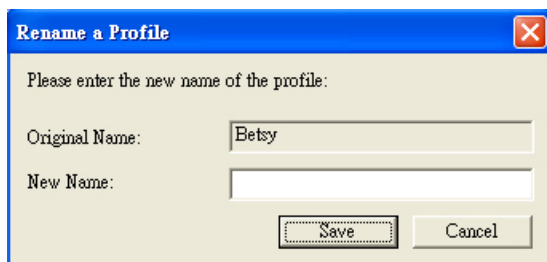 Rename a Profile
Please enter the new name of the profile:
Original Name: Betsy
New Name:
Save Cancel